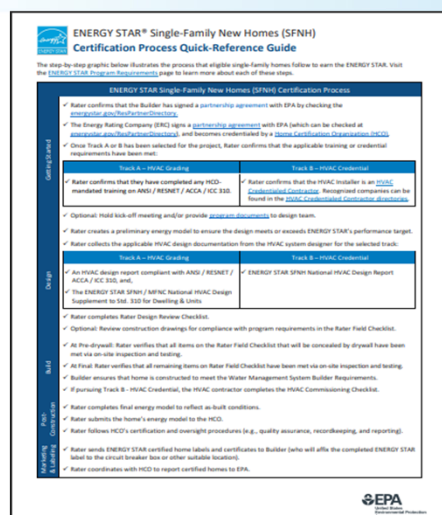 ENERGY STAR® Single-Family New Homes (SFNH)
Certification Process Quick-Reference Guide
The step-by-step graphic below illustrates the process that eligible single-family homes follow to earn the ENERGY STAR. Visit
the ENERGY STAR Program Requirements page to learn more about each of these steps.
ENERGY STAR Single-Family New Homes (SFNH) Certification Process
Getting Started
✓ Rater confirms that the Builder has signed a partnership agreement with EPA by checking the
energystar.gov/ResPartnerDirectory.
✓ The Energy Rating Company (ERC) signs a partnership agreement with EPA (which can be checked at
energystar.gov/ResPartnerDirectory), and becomes credentialed by a Home Certification Organization (HCO).
✓ Once Track A or B has been selected for the project, Rater confirms that the applicable training or credential
requirements have been met:
Track A – HVAC Grading
✓ Rater confirms that they have completed any HCO-
mandated training on ANSI / RESNET / ACCA / ICC 310.
Track B – HVAC Credential
✓ Rater confirms that the HVAC Installer is an HVAC
Credentialed Contractor. Recognized companies can be
found in the HVAC Credentialed Contractor directories.
✓ Optional: Hold kick-off meeting and/or provide program documents to design team.
Design
✓ Rater creates a preliminary energy model to ensure the design meets or exceeds ENERGY STAR's performance target.
✓ Rater collects the applicable HVAC design documentation from the HVAC system designer for the selected track:
Track A – HVAC Grading
✓ An HVAC design report compliant with ANSI / RESNET /
ACCA / ICC 310, and,
✓ The ENERGY STAR SFNH / MFNC National HVAC Design
Supplement to Std. 310 for Dwelling & Units
Track B – HVAC Credential
✓ ENERGY STAR SFNH National HVAC Design Report
✓ Rater completes Rater Design Review Checklist.
✓ Optional: Review construction drawings for compliance with program requirements in the Rater Field Checklist.
Build
✓ At Pre-drywall: Rater verifies that all items on the Rater Field Checklist that will be concealed by drywall have been
met via on-site inspection and testing.
✓ At Final: Rater verifies that all remaining items on Rater Field Checklist have been met via on-site inspection and testing.
✓ Builder ensures that home is constructed to meet the Water Management System Builder Requirements.
✓ If pursuing Track B - HVAC Credential, the HVAC contractor completes the HVAC Commissioning Checklist.
Post-
Construction
✓ Rater completes final energy model to reflect as-built conditions.
✓ Rater submits the home's energy model to the HCO.
✓ Rater follows HCO's certification and oversight procedures (e.g., quality assurance, recordkeeping, and reporting).
Marketing
& Labeling
✓ Rater sends ENERGY STAR certified home labels and certificates to Builder (who will affix the completed ENERGY STAR
label to the circuit breaker box or other suitable location).
✓ Rater coordinates with HCO to report certified homes to EPA.
EPA
United States
Environmental Protection